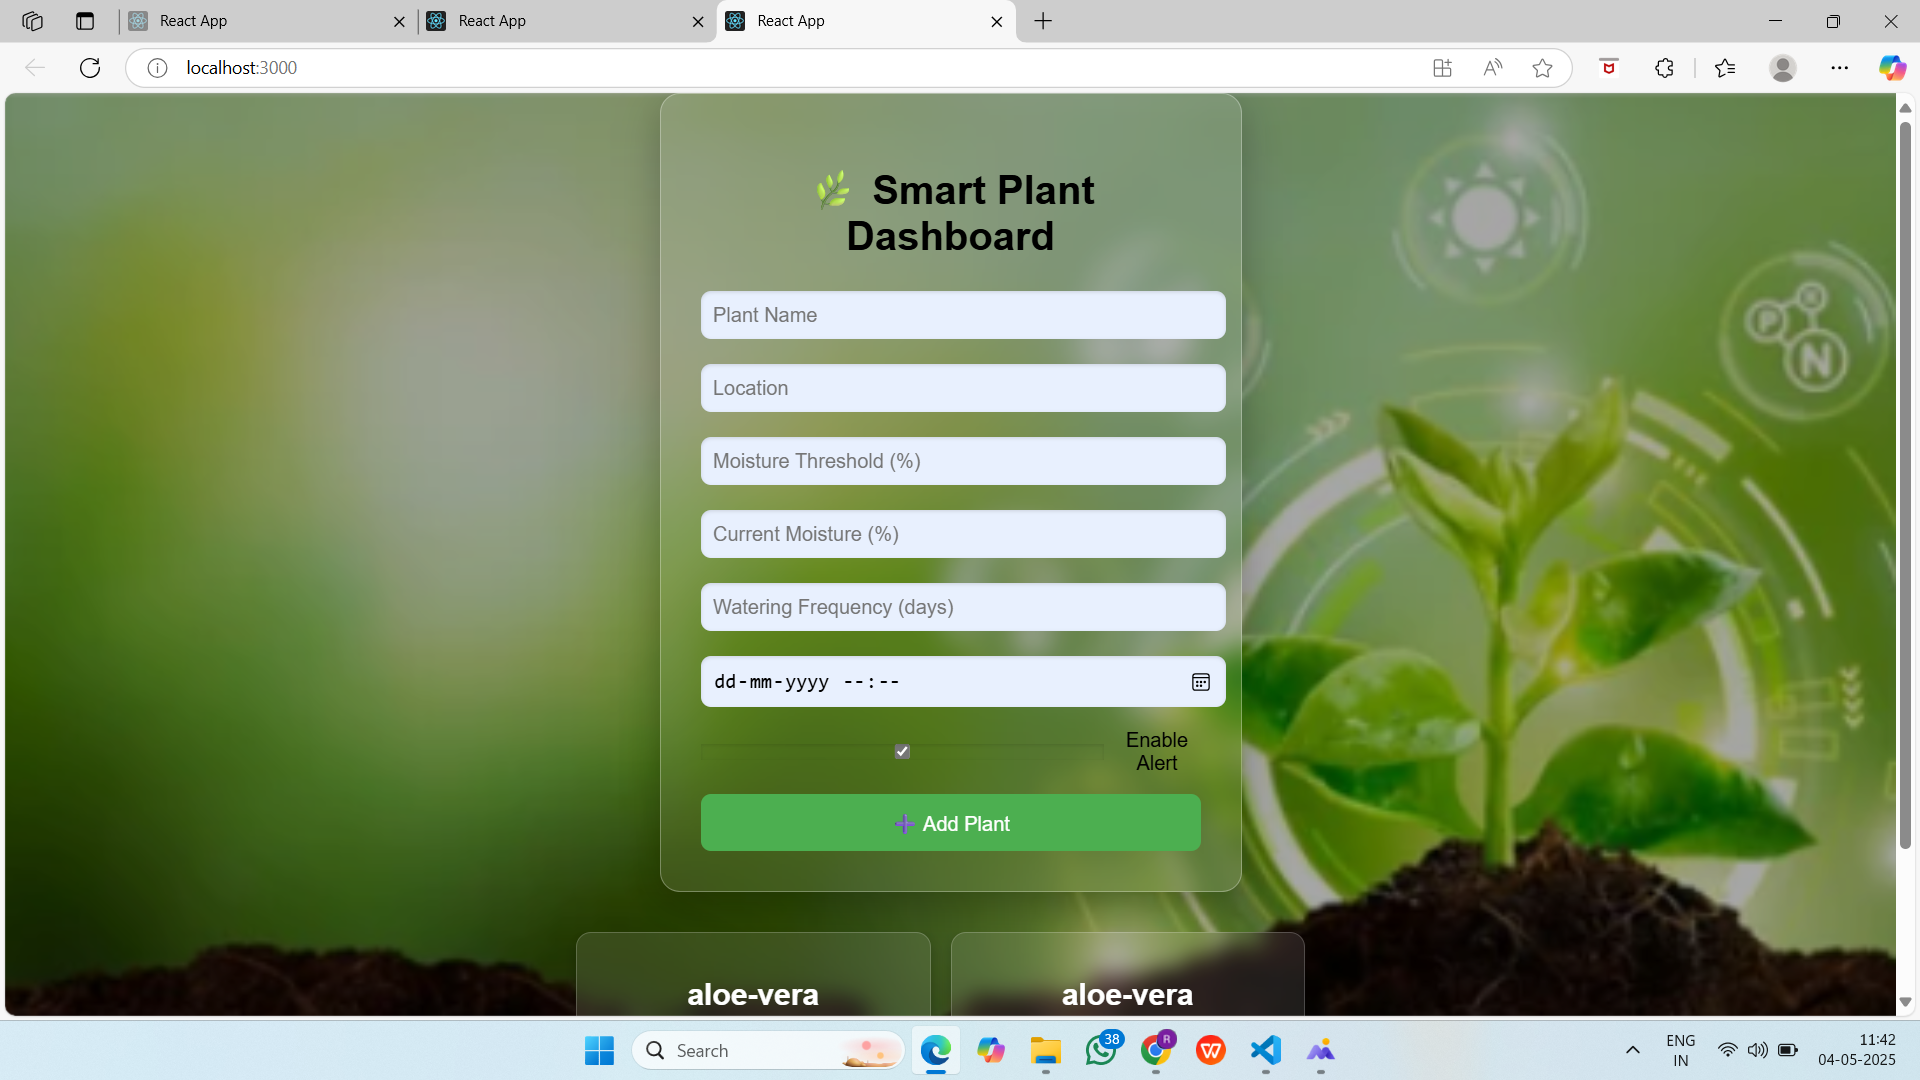 React App
React App
React App
localhost:3000
🌿 Smart Plant
Dashboard
Plant Name
Location
Moisture Threshold (%)
Current Moisture (%)
Watering Frequency (days)
dd-mm-yyyy --:--
Enable
Alert
➕ Add Plant
aloe-vera
aloe-vera
P
N
Search
38
R
ENG
IN
11:42
04-05-2025